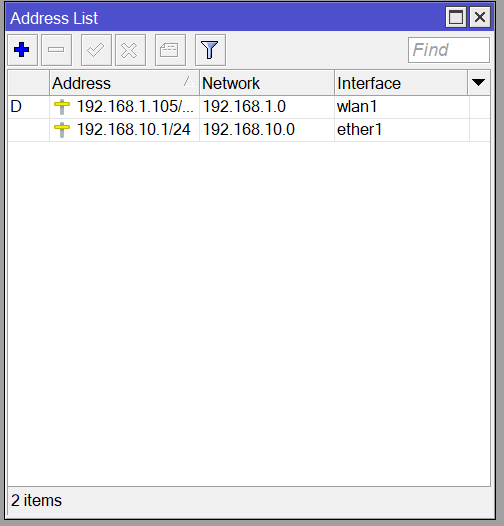 Address List
Find
Address Network Interface
D 192.168.1.105/... 192.168.1.0 wlan1
192.168.10.1/24 192.168.10.0 ether1
2 items